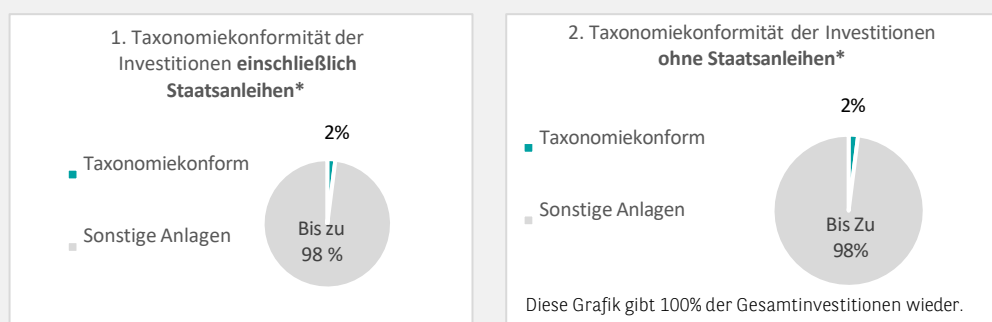 1. Taxonomiekonformität der
Investitionen einschließlich
Staatsanleihen*
2%
Taxonomiekonform
Sonstige Anlagen
Bis zu
98 %
2. Taxonomiekonformität der Investitionen
ohne Staatsanleihen*
2%
Taxonomiekonform
Sonstige Anlagen
Bis Zu
98%
Diese Grafik gibt 100% der Gesamtinvestitionen wieder.